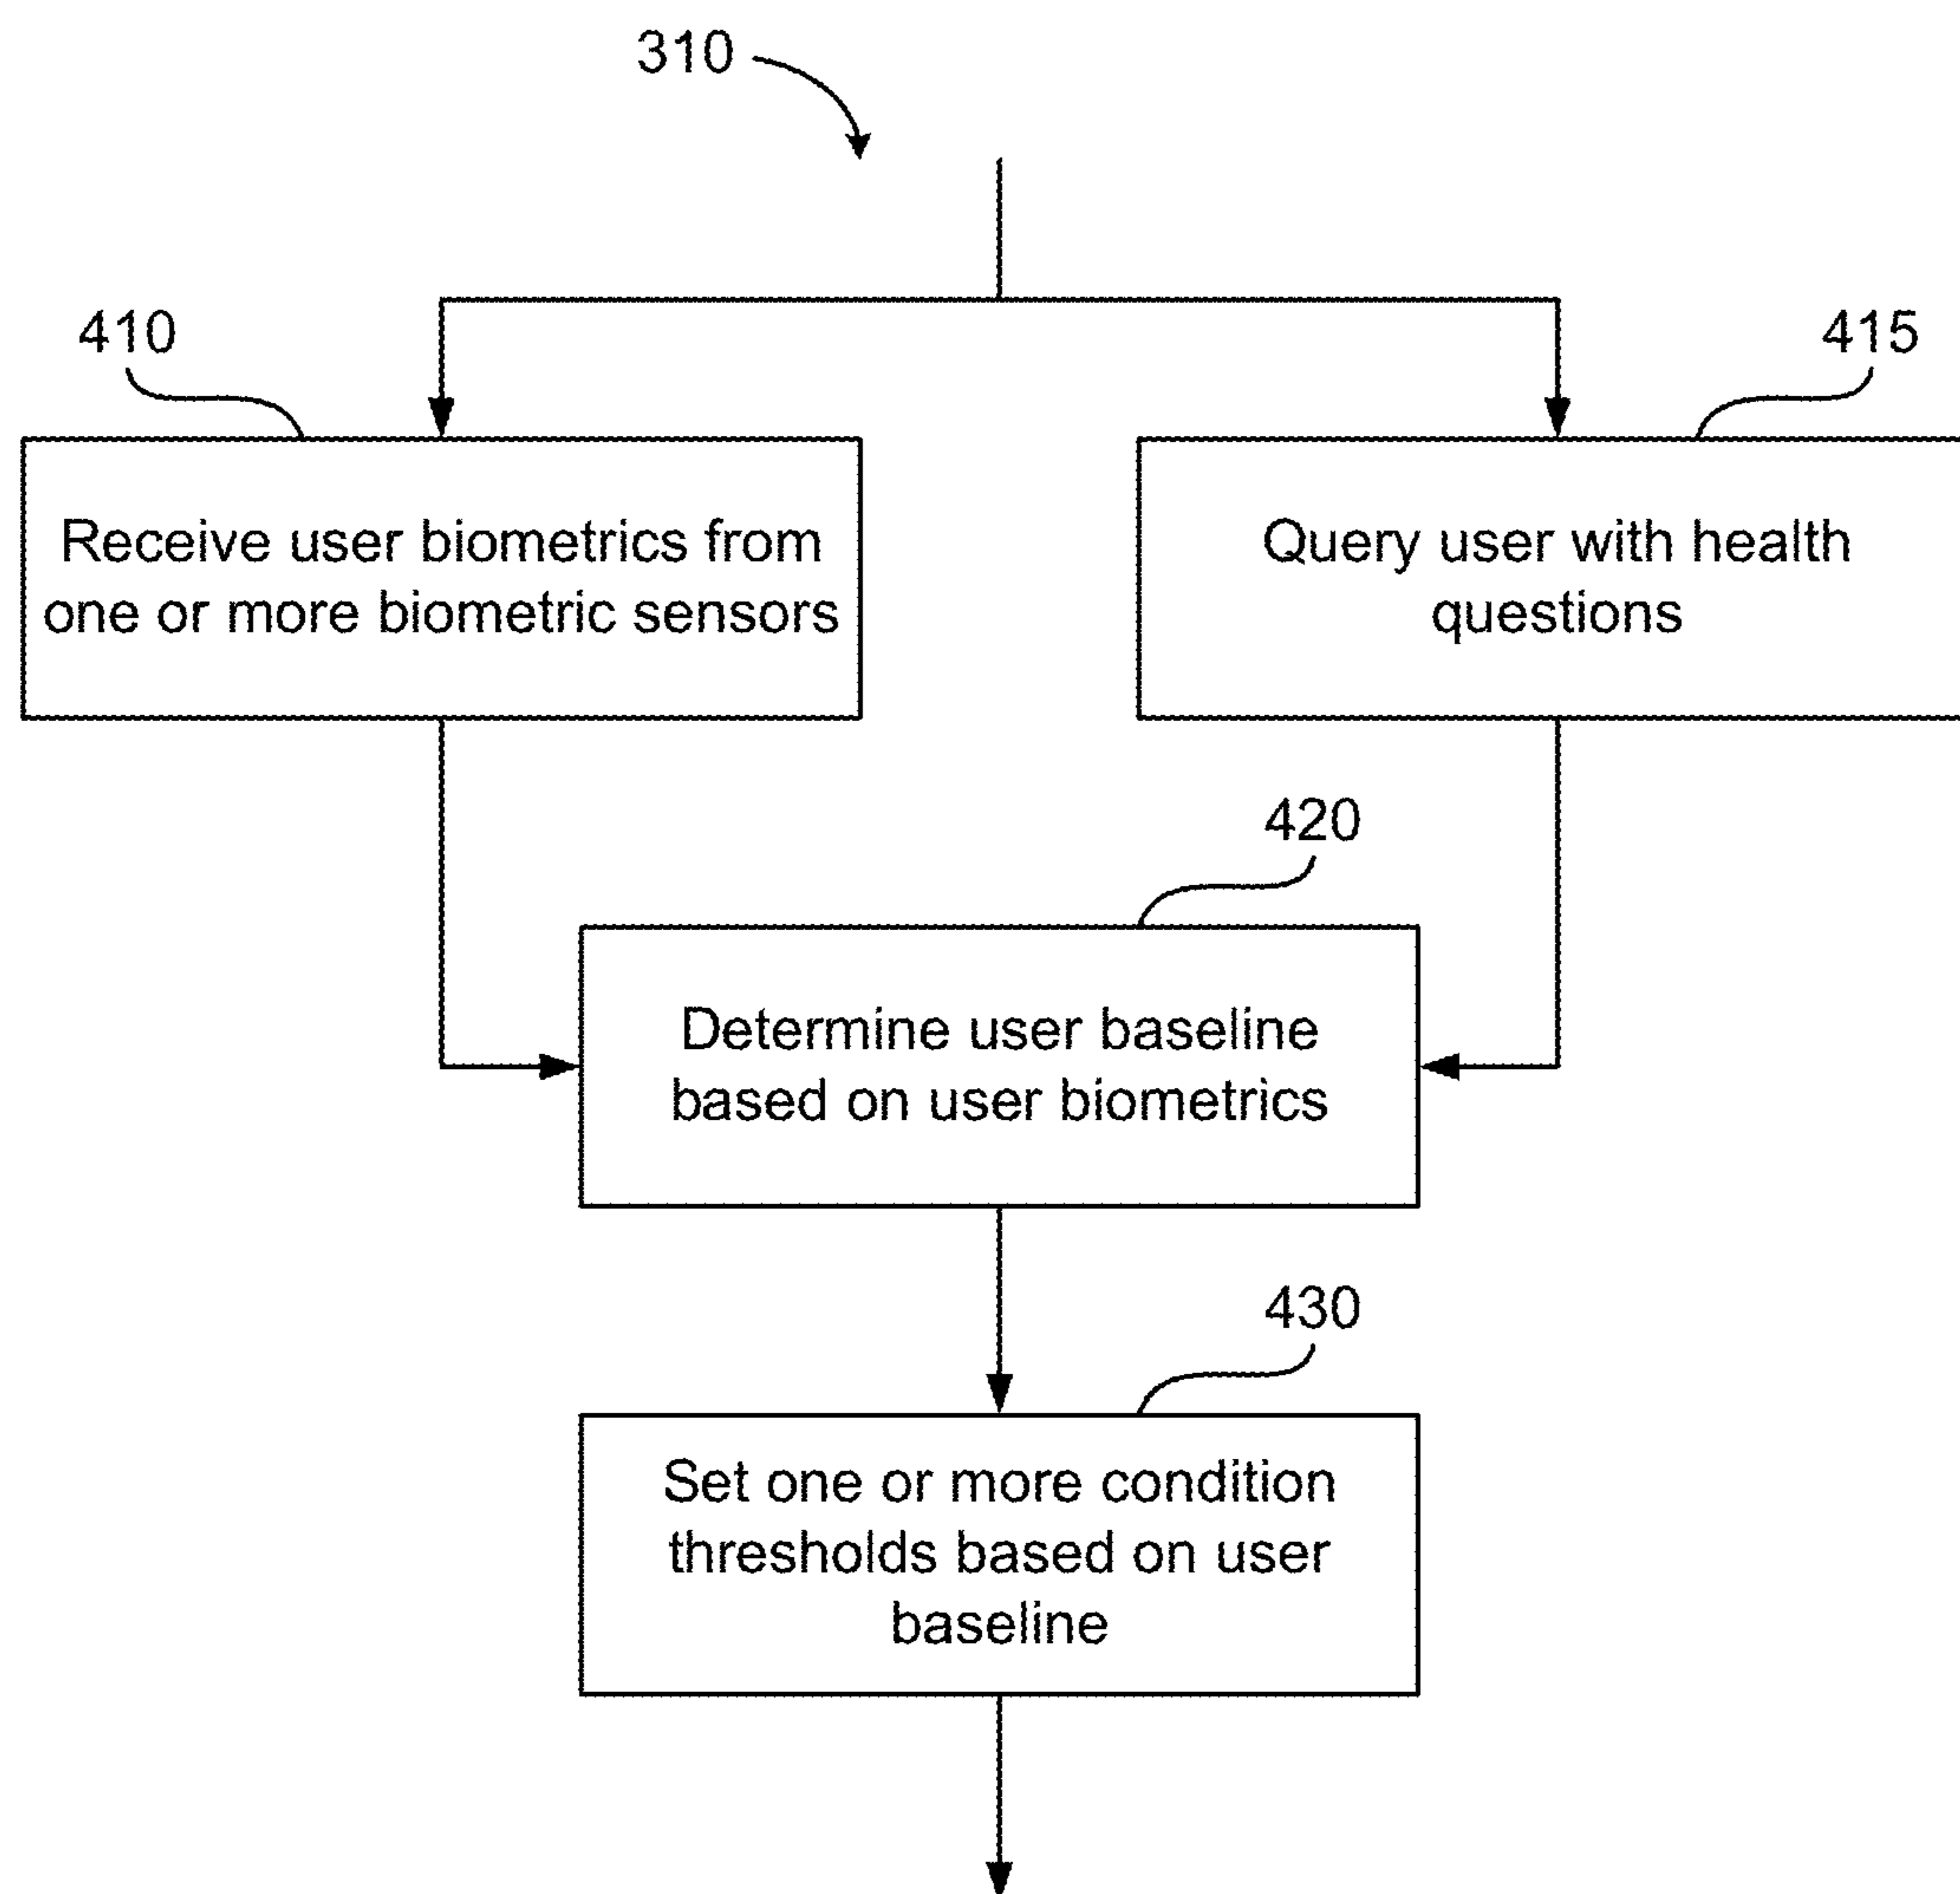 310
410
415
Receive user biometrics from
one or more biometric sensors
Query user with health
questions
420
Determine user baseline
based on user biometrics
430
Set one or more condition
thresholds based on user
baseline